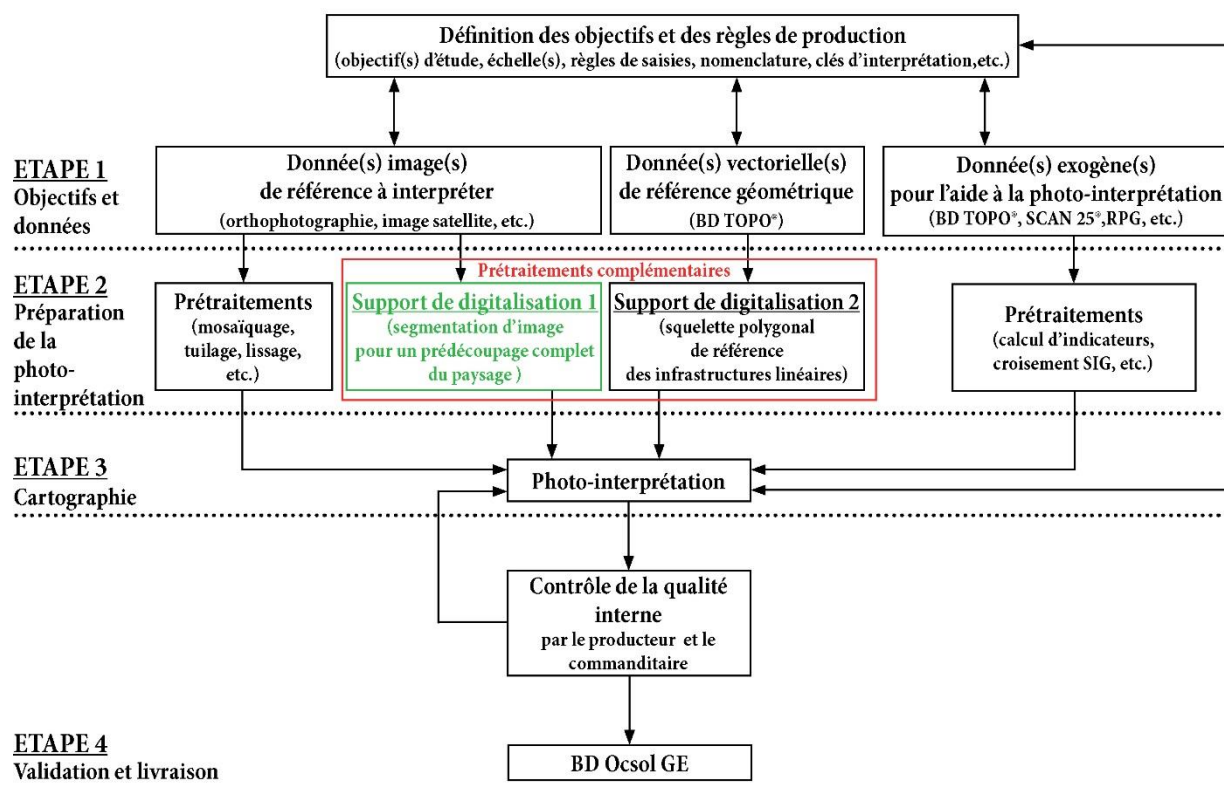 Définition des objectifs et des règles de production
(objectif(s) d'étude, échelle(s), règles de saisies, nomenclature, clés d'interprétation,etc.)
ETAPE 1
Objectifs et
données
Donnée(s) image(s)
de référence à interpréter
(orthophotographie, image satellite, etc.)
Donnée(s) vectorielle(s)
de référence géométrique
(BD TOPO®)
Donnée(s) exogène(s)
pour l'aide à la photo-interprétation
(BD TOPO®, SCAN 25®,RPG, etc.)
ETAPE 2
Préparation
de la
photo-
interprétation
Prétraitements
(mosaïquage,
tuilage, lissage,
etc.)
Prétraitements complémentaires
Support de digitalisation 1
(segmentation d'image
pour un prédécoupage complet
du paysage )
Support de digitalisation 2
(squelette polygonal
de référence
des infrastructures linéaires)
Prétraitements
(calcul d'indicateurs,
croisement SIG, etc.)
ETAPE 3
Cartographie
Photo-interprétation
Contrôle de la qualité
interne
par le producteur et le
commanditaire
ETAPE 4
Validation et livraison
BD Ocsol GE